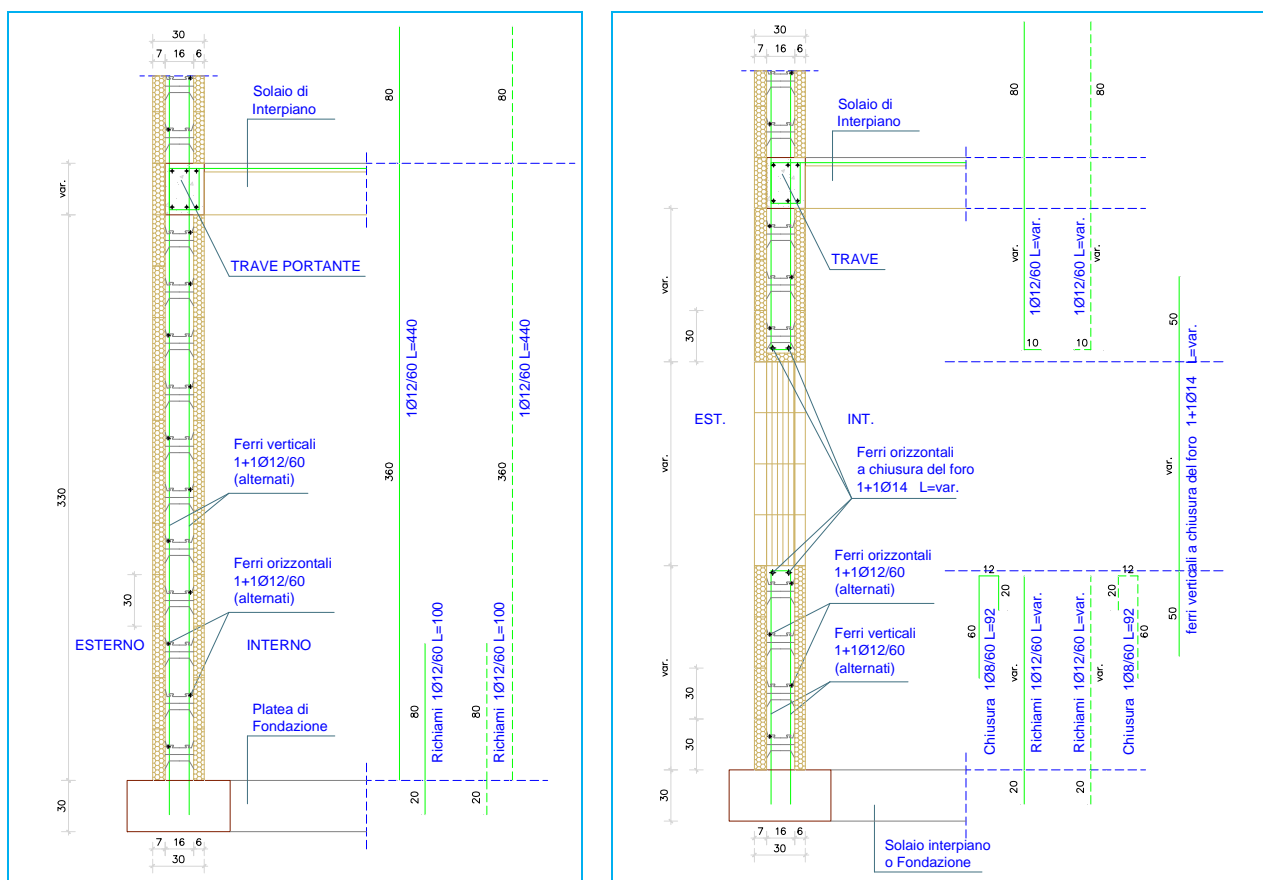 30
7 16 6
Solaio di
Interpiano
80
80
var.
TRAVE PORTANTE
1Ø12/60 L=440
1Ø12/60 L=440
Ferri verticali
1+1Ø12/60
(alternati)
360
360
330
Ferri orizzontali
1+1Ø12/60
(alternati)
30
ESTERNO
INTERNO
Richiami 1Ø12/60 L=100
Richiami 1Ø12/60 L=100
Platea di
Fondazione
80
80
30
20
20
7 16 6
30
30
7 16 6
Solaio di
Interpiano
80
80
TRAVE
var.
var.
1Ø12/60 L=var.
1Ø12/60 L=var.
var.
30
10
10
50
EST.
INT.
var.
Ferri orizzontali
a chiusura del foro
1+1Ø14 L=var.
var.
ferri verticali a chiusura del foro 1+1Ø14 L=var.
Ferri orizzontali
1+1Ø12/60
(alternati)
12
20
60
12
20
60
50
Ferri verticali
1+1Ø12/60
(alternati)
Chiusura 1Ø8/60 L=92
Richiami 1Ø12/60 L=var.
Richiami 1Ø12/60 L=var.
Chiusura 1Ø8/60 L=92
var.
var.
var.
30
30
30
20
20
7 16 6
30
Solaio interpiano
o Fondazione